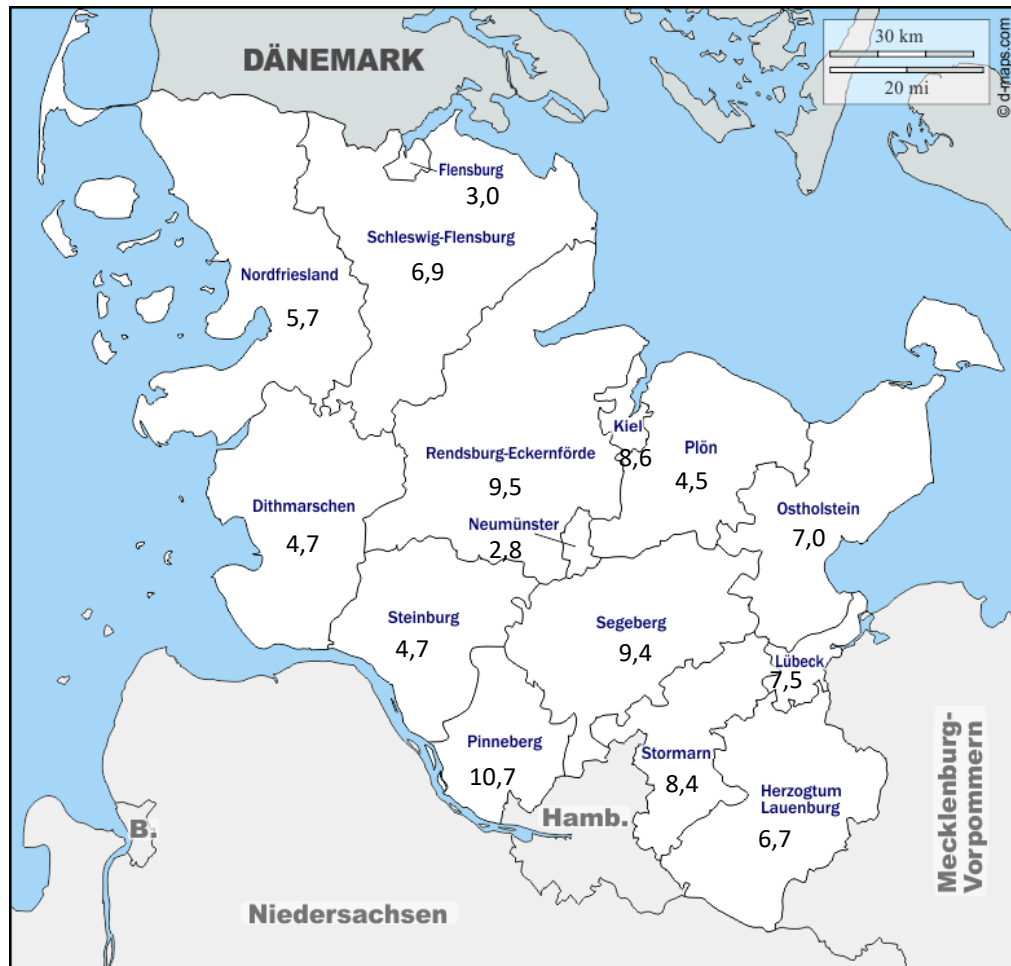 30 km
20 mi
© d-maps.com
DÄNEMARK
Flensburg
3,0
Schleswig-Flensburg
6,9
Nordfriesland
5,7
Kiel
8,6
Plön
4,5
Rendsburg-Eckernförde
9,5
Ostholstein
7,0
Dithmarschen
4,7
Neumünster
2,8
Steinburg
4,7
Segeberg
9,4
Lübeck
7,5
Pinneberg
10,7
Stormarn
8,4
Herzogtum
Lauenburg
6,7
Hamb.
B.
Niedersachsen
Mecklenburg-
Vorpommern